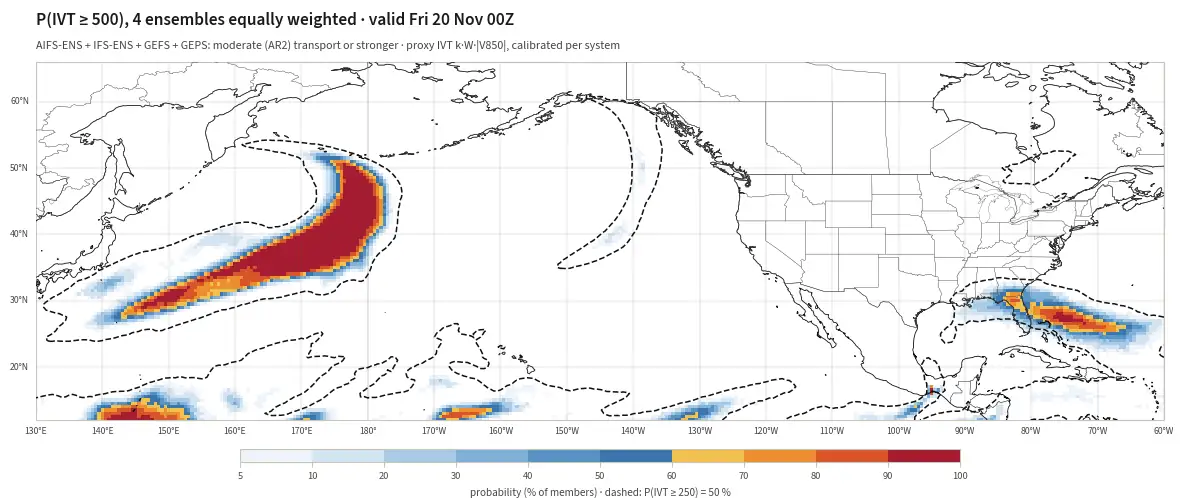 P(IVT ≥ 500), 4 ensembles equally weighted · valid Fri 20 Nov 00Z
AIFS-ENS + IFS-ENS + GEFS + GEPS: moderate (AR2) transport or stronger · proxy IVT k·W·|V850|, calibrated per system
60°N
50°N
40°N
30°N
20°N
130°E 140°E 150°E 160°E 170°E 180° 170°W 160°W 150°W 140°W 130°W 120°W 110°W 100°W 90°W 80°W 70°W 60°W
5 10 20 30 40 50 60 70 80 90 100
probability (% of members) · dashed: P(IVT ≥ 250) = 50 %